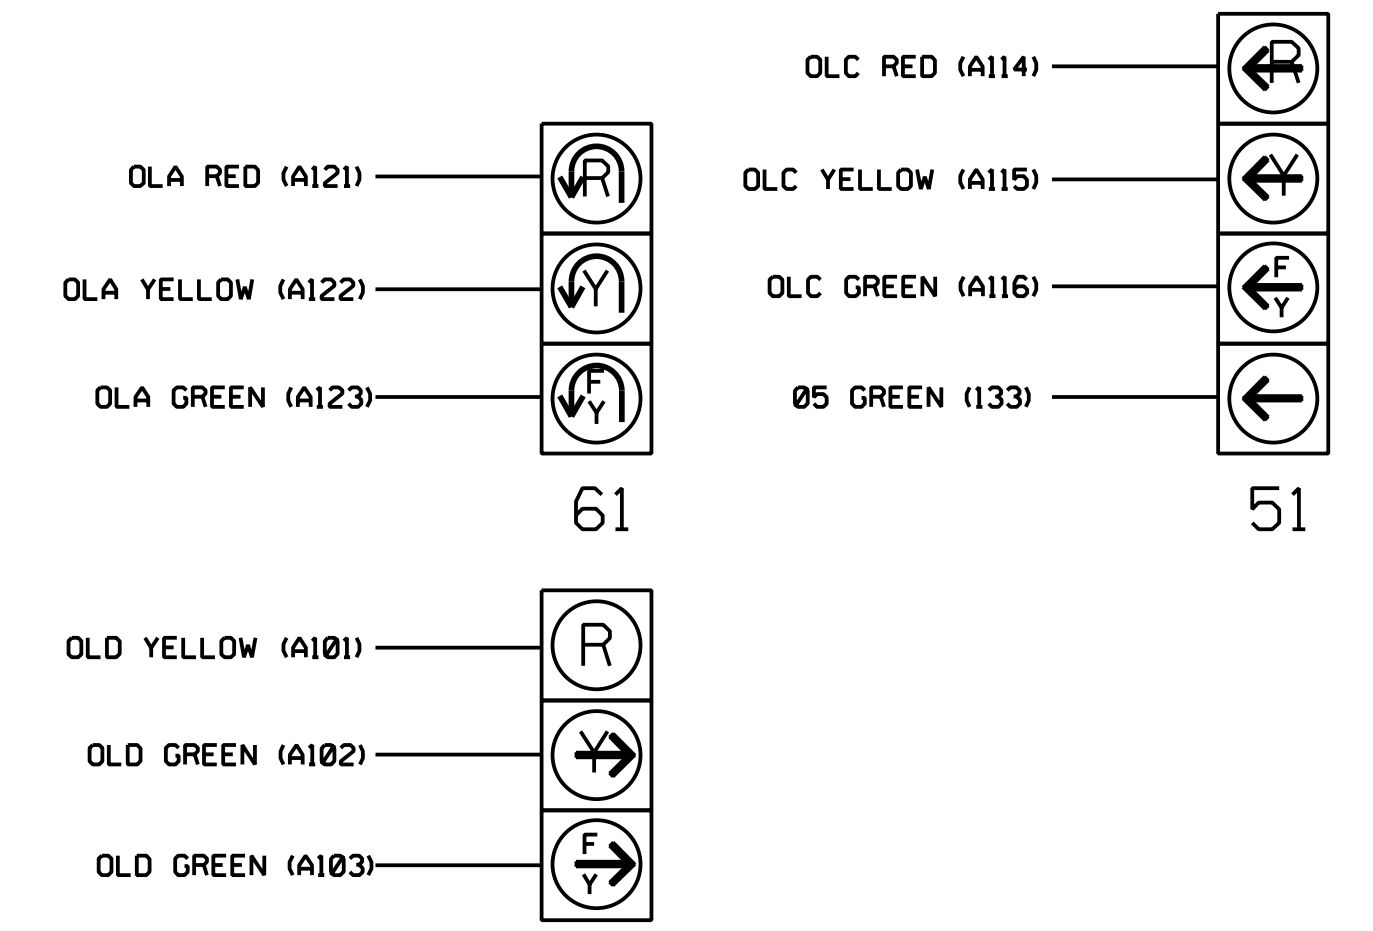 OLC RED (A114)
R
OLC YELLOW (A115)
Y
OLC GREEN (A116)
F
Y
Ø5 GREEN (133)
51
OLA RED (A121)
R
OLA YELLOW (A122)
Y
OLA GREEN (A123)
F
Y
61
OLD YELLOW (A101)
R
OLD GREEN (A102)
Y
OLD GREEN (A103)
F
Y